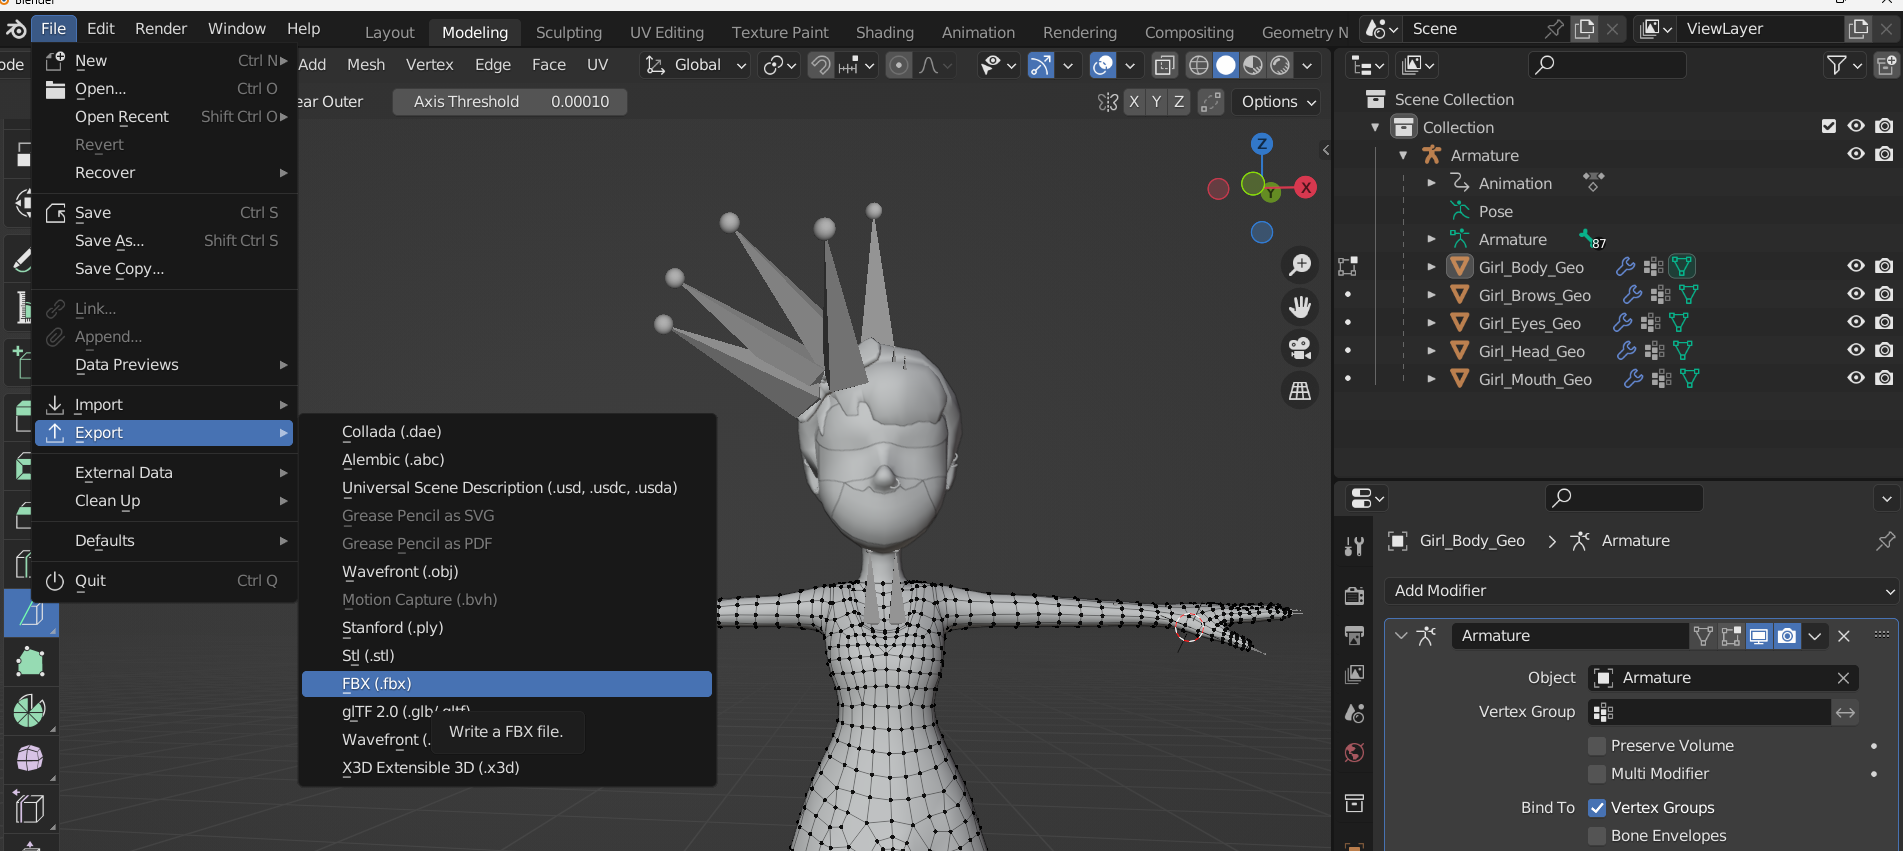 Blender
File Edit Render Window Help Layout Modeling Sculpting UV Editing Texture Paint Shading Animation Rendering Compositing Geometry N Scene ViewLayer
ode Add Mesh Vertex Edge Face UV Global
ear Outer Axis Threshold 0.00010 X Y Z Options
New Ctrl N
Open... Ctrl O
Open Recent Shift Ctrl O
Revert
Recover
Save Ctrl S
Save As... Shift Ctrl S
Save Copy...
Link...
Append...
Data Previews
Import
Export
External Data
Clean Up
Defaults
Quit Ctrl Q
Collada (.dae)
Alembic (.abc)
Universal Scene Description (.usd, .usdc, .usda)
Grease Pencil as SVG
Grease Pencil as PDF
Wavefront (.obj)
Motion Capture (.bvh)
Stanford (.ply)
Stl (.stl)
FBX (.fbx)
glTF 2.0 (.glb/.gltf)
Wavefront (.
X3D Extensible 3D (.x3d)
Write a FBX file.
Z
X
Y
Scene Collection
Collection
Armature
Animation
Pose
Armature 87
Girl_Body_Geo
Girl_Brows_Geo
Girl_Eyes_Geo
Girl_Head_Geo
Girl_Mouth_Geo
Girl_Body_Geo > Armature
Add Modifier
Armature
Object Armature
Vertex Group
Preserve Volume
Multi Modifier
Bind To Vertex Groups
Bone Envelopes